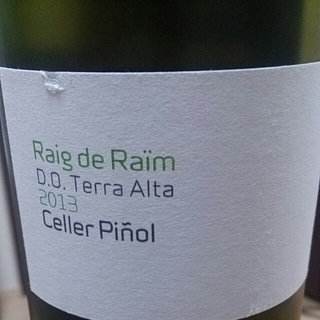 Raig de Raïm
D.O. Terra Alta
2013
Celler Piñol